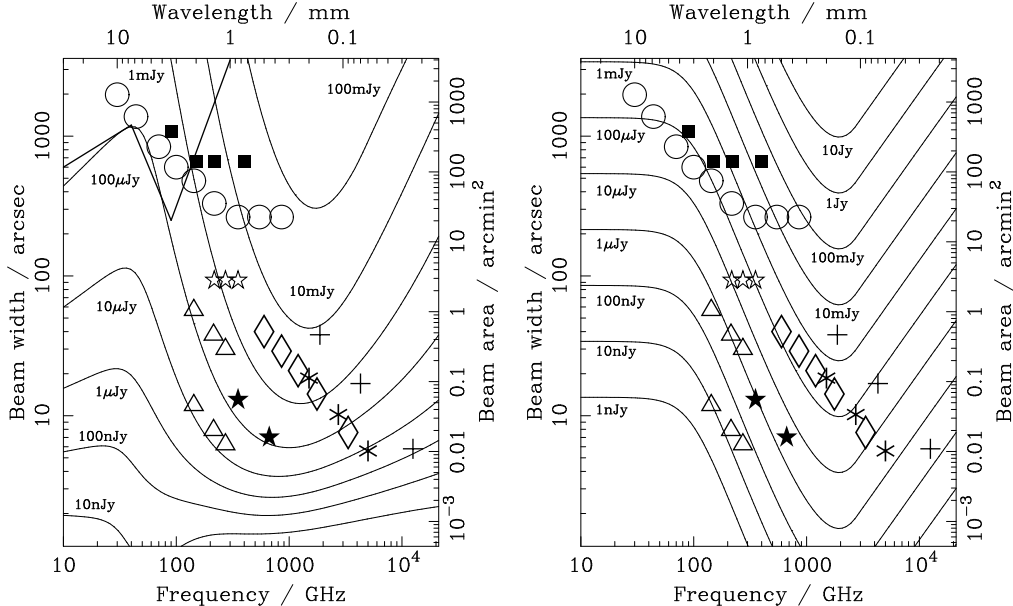 Wavelength / mm
10 1 0.1
Beam width / arcsec
1000
100
10
1mJy
100mJy
100μJy
10mJy
10μJy
1μJy
100nJy
10nJy
1000
100
10
1
0.1
0.01
10⁻³
Beam area / arcmin²
10 100 1000 10⁴
Frequency / GHz
Wavelength / mm
10 1 0.1
Beam width / arcsec
1000
100
10
1mJy
100μJy
10Jy
10μJy
1Jy
1μJy
100mJy
100nJy
10mJy
10nJy
1nJy
1000
100
10
1
0.1
0.01
10⁻³
Beam area / arcmin²
10 100 1000 10⁴
Frequency / GHz